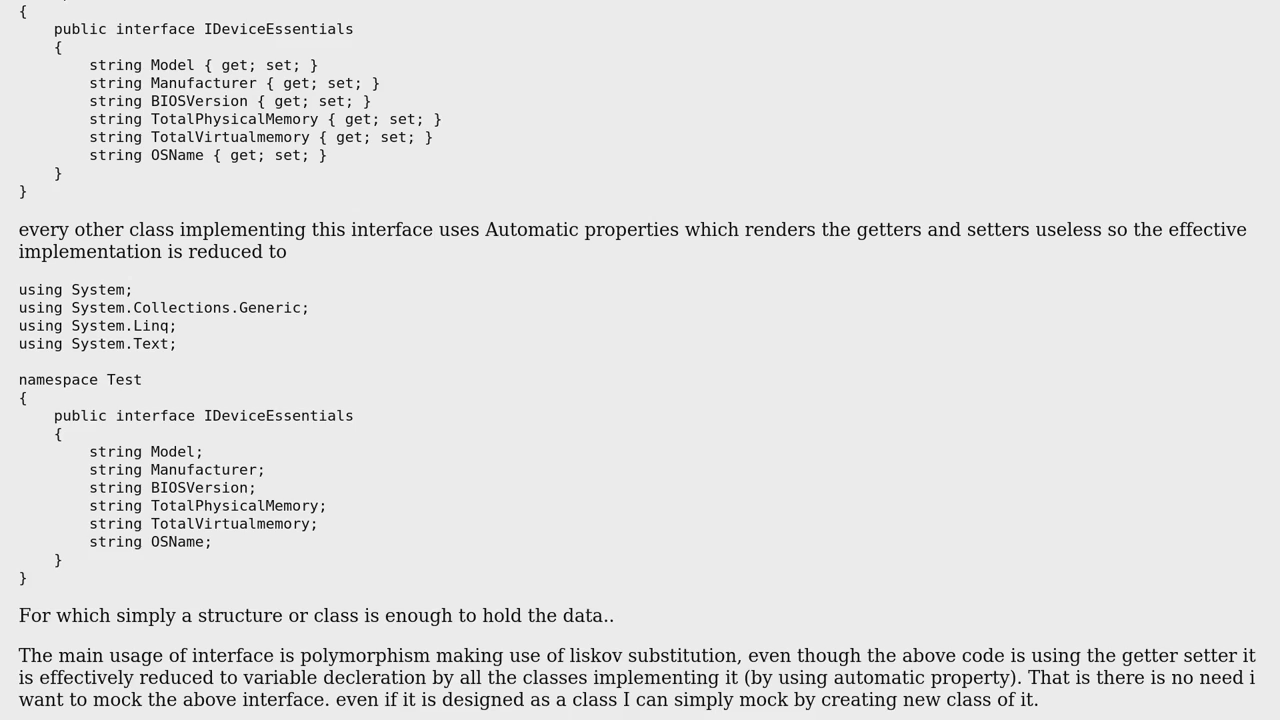 {
    public interface IDeviceEssentials
    {
        string Model { get; set; }
        string Manufacturer { get; set; }
        string BIOSVersion { get; set; }
        string TotalPhysicalMemory { get; set; }
        string TotalVirtualmemory { get; set; }
        string OSName { get; set; }
    }
}
every other class implementing this interface uses Automatic properties which renders the getters and setters useless so the effective
implementation is reduced to
using System;
using System.Collections.Generic;
using System.Linq;
using System.Text;
namespace Test
{
    public interface IDeviceEssentials
    {
        string Model;
        string Manufacturer;
        string BIOSVersion;
        string TotalPhysicalMemory;
        string TotalVirtualmemory;
        string OSName;
    }
}
For which simply a structure or class is enough to hold the data..
The main usage of interface is polymorphism making use of liskov substitution, even though the above code is using the getter setter it
is effectively reduced to variable decleration by all the classes implementing it (by using automatic property). That is there is no need i
want to mock the above interface. even if it is designed as a class I can simply mock by creating new class of it.